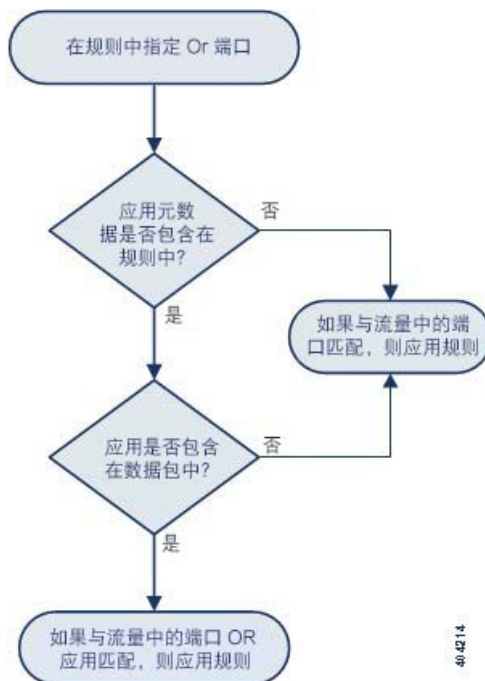 在规则中指定 Or 端口
应用元数
据是否包含在
规则中?
否
是
如果与流量中的端
口匹配，则应用规则
应用是否包含
在数据包中?
否
是
如果与流量中的端口 OR
应用匹配，则应用规则
404214